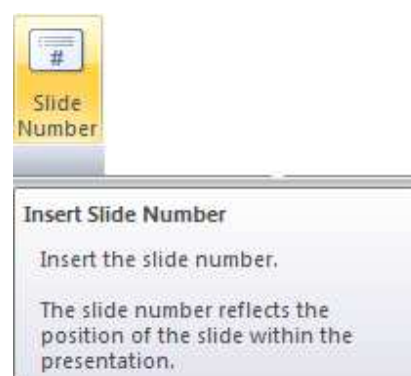 #
Slide
Number
Insert Slide Number
Insert the slide number.
The slide number reflects the
position of the slide within the
presentation.